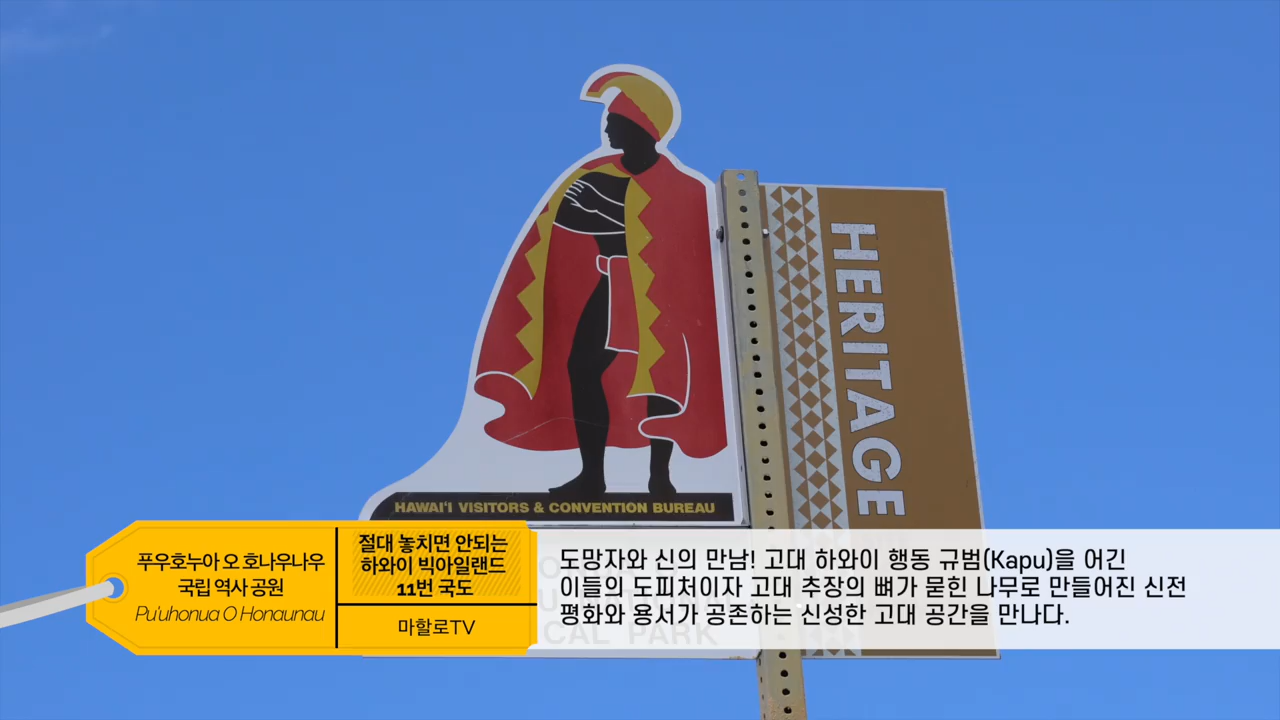 HAWAI'I VISITORS & CONVENTION BUREAU
HERITAGE
CAL PARK
푸우호누아 오 호나우나우
국립 역사 공원
Pu'uhonua O Honaunau
절대 놓치면 안되는
하와이 빅아일랜드
11번 국도
마할로TV
도망자와 신의 만남! 고대 하와이 행동 규범(Kapu)을 어긴
이들의 도피처이자 고대 추장의 뼈가 묻힌 나무로 만들어진 신전
평화와 용서가 공존하는 신성한 고대 공간을 만나다.